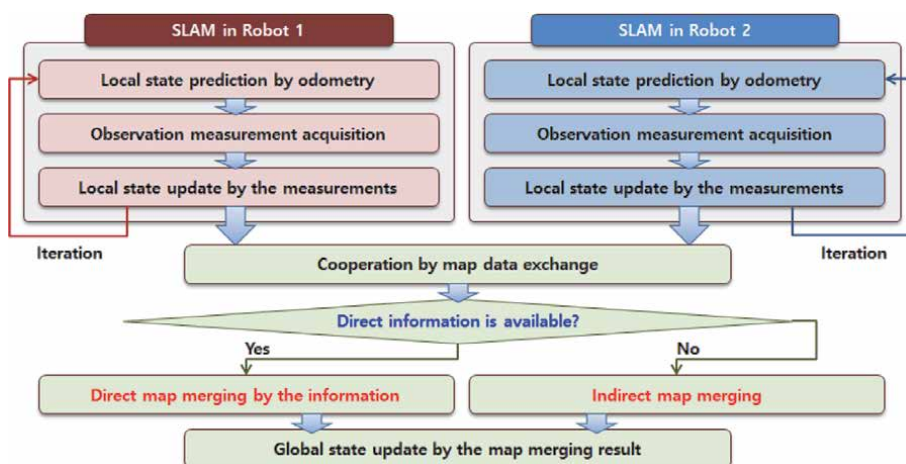 SLAM in Robot 1
SLAM in Robot 2
Local state prediction by odometry
Local state prediction by odometry
Observation measurement acquisition
Observation measurement acquisition
Local state update by the measurements
Local state update by the measurements
Iteration
Iteration
Cooperation by map data exchange
Direct information is available?
Yes
No
Direct map merging by the information
Indirect map merging
Global state update by the map merging result